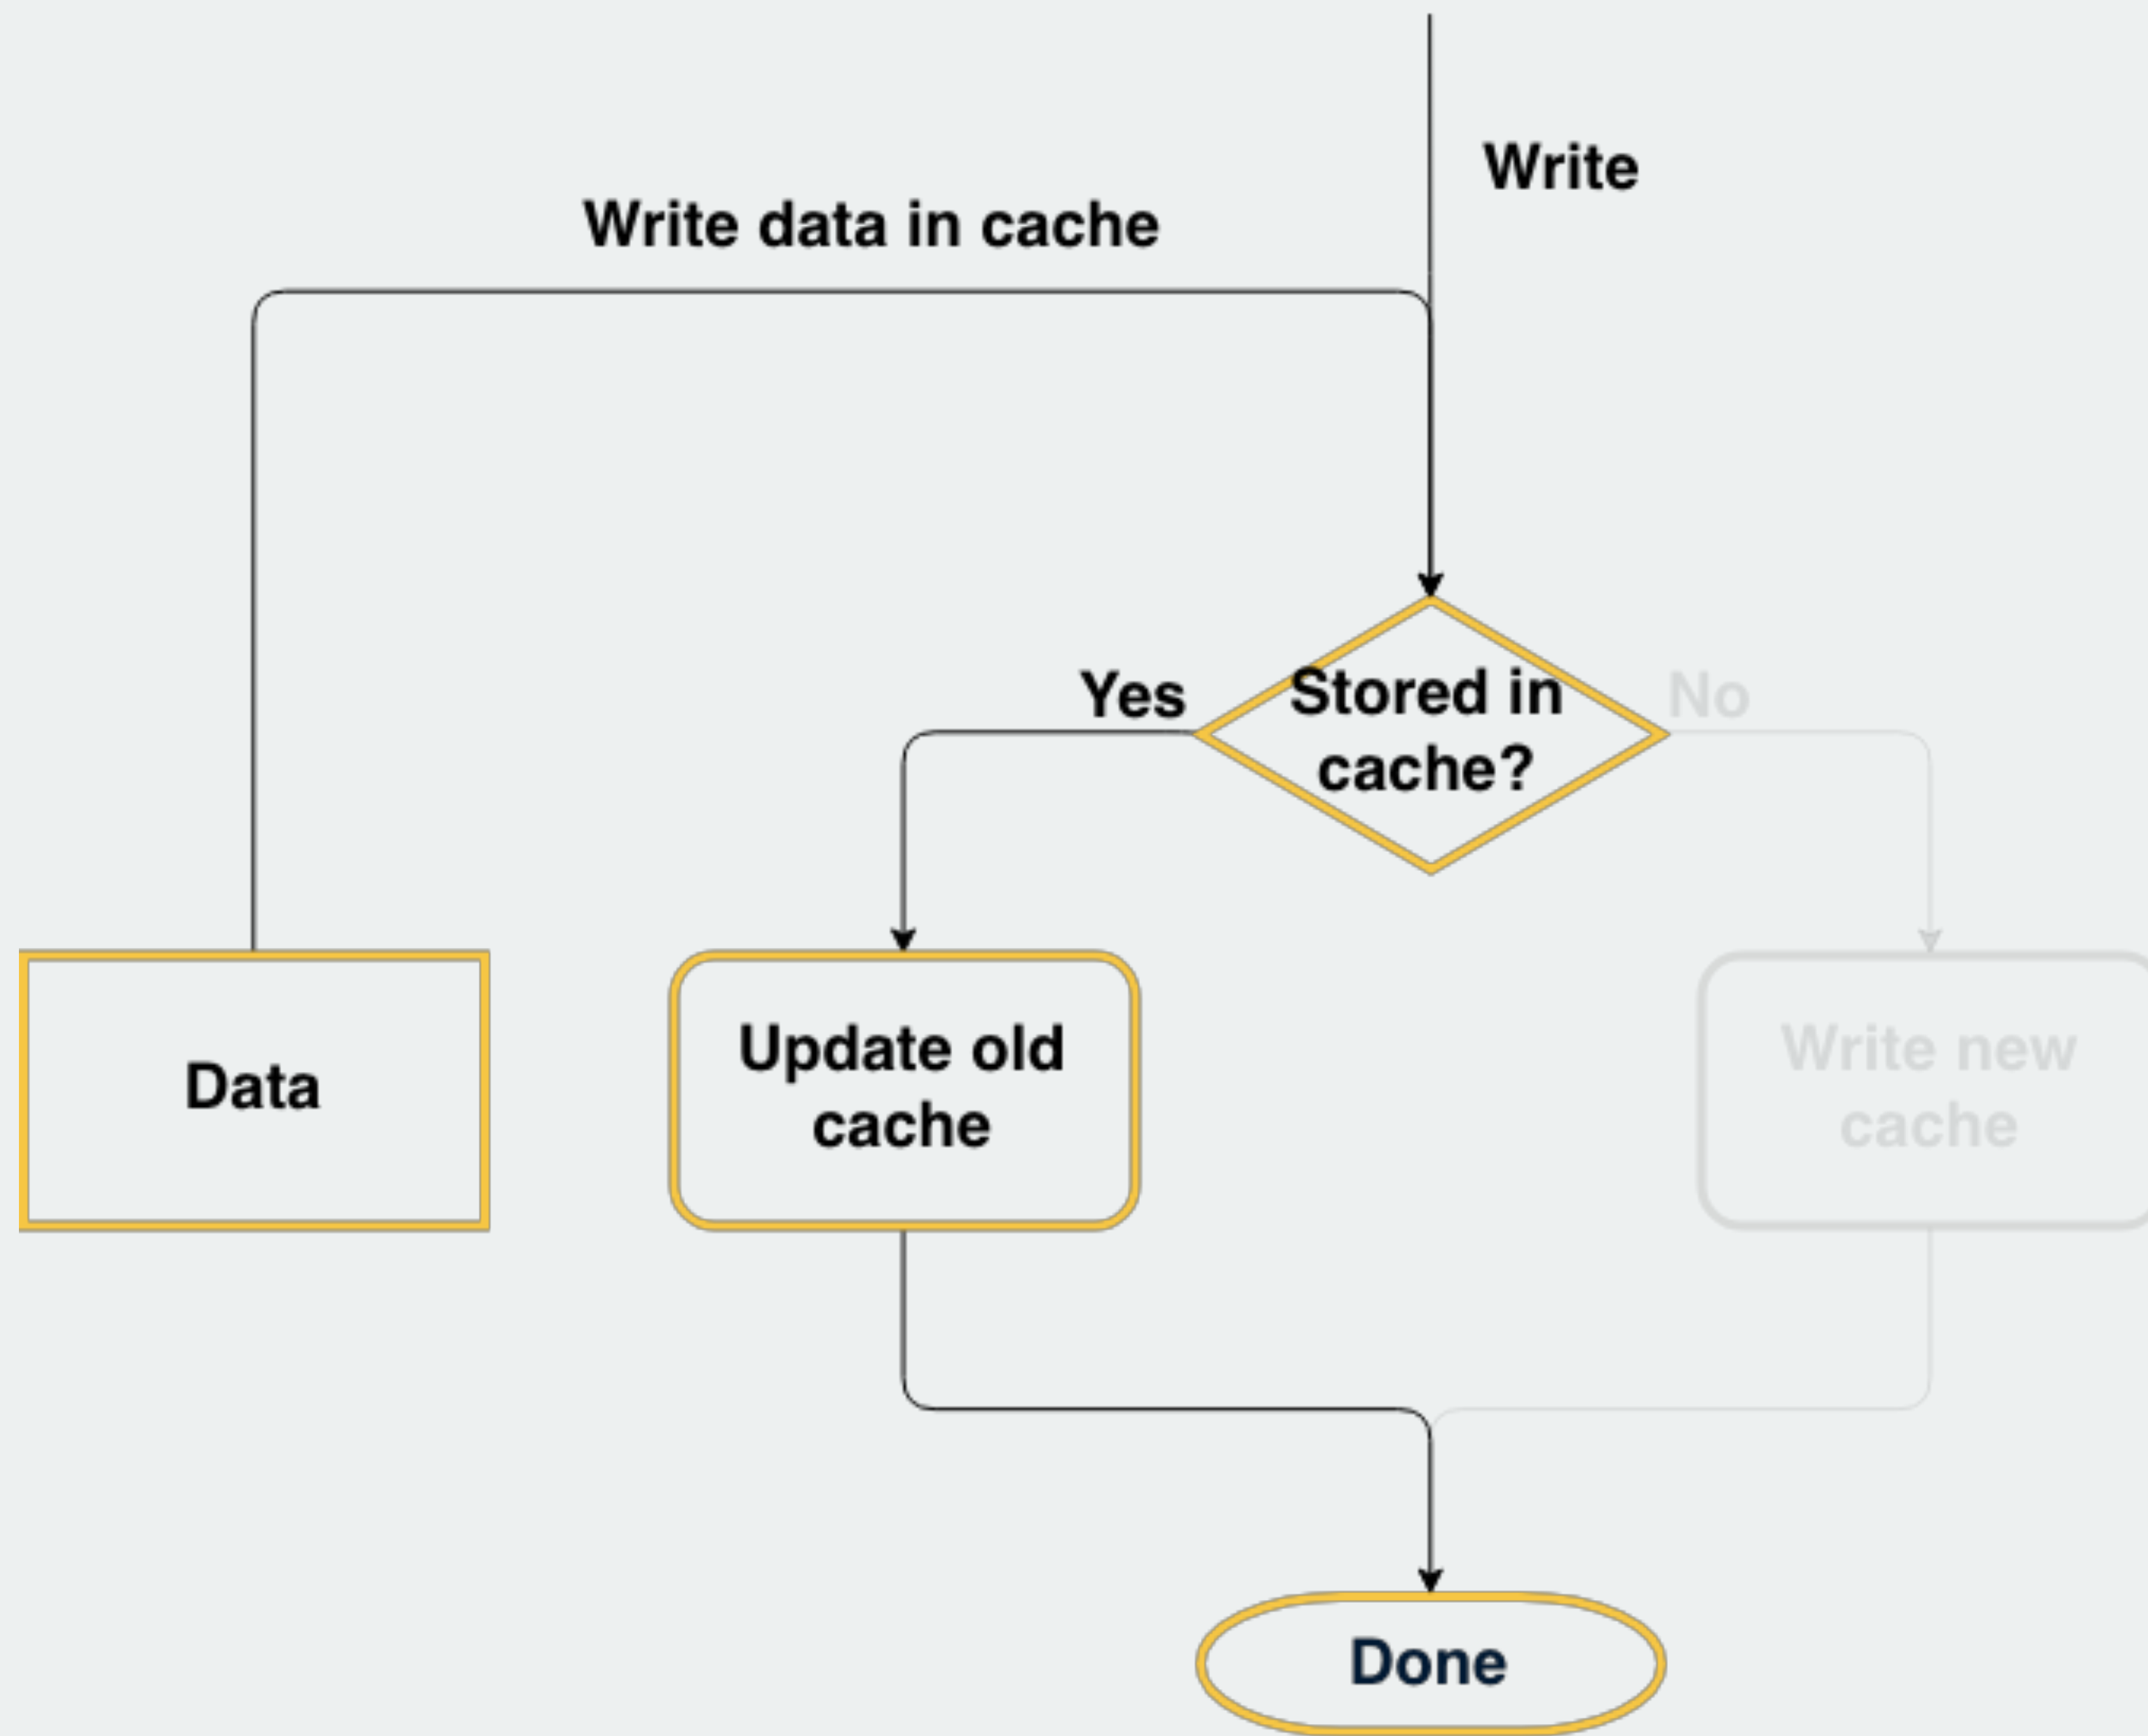 Write
Write data in cache
Yes
Stored in
cache?
No
Data
Update old
cache
Write new
cache
Done